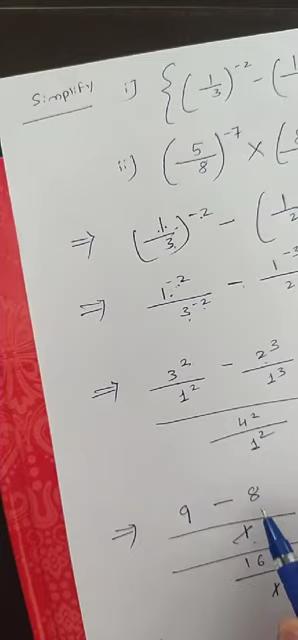 Simplify i) { (1/3)^-2 - (1
ii) (5/8)^-7 × (
⇒ (1/3)^-2 - (1/2
⇒ 1^-2/3^-2 - 1^-3/2
⇒ 3^2/1^2 - 2^3/1^3
4^2/1^2
⇒ 9 - 8
1
16
1